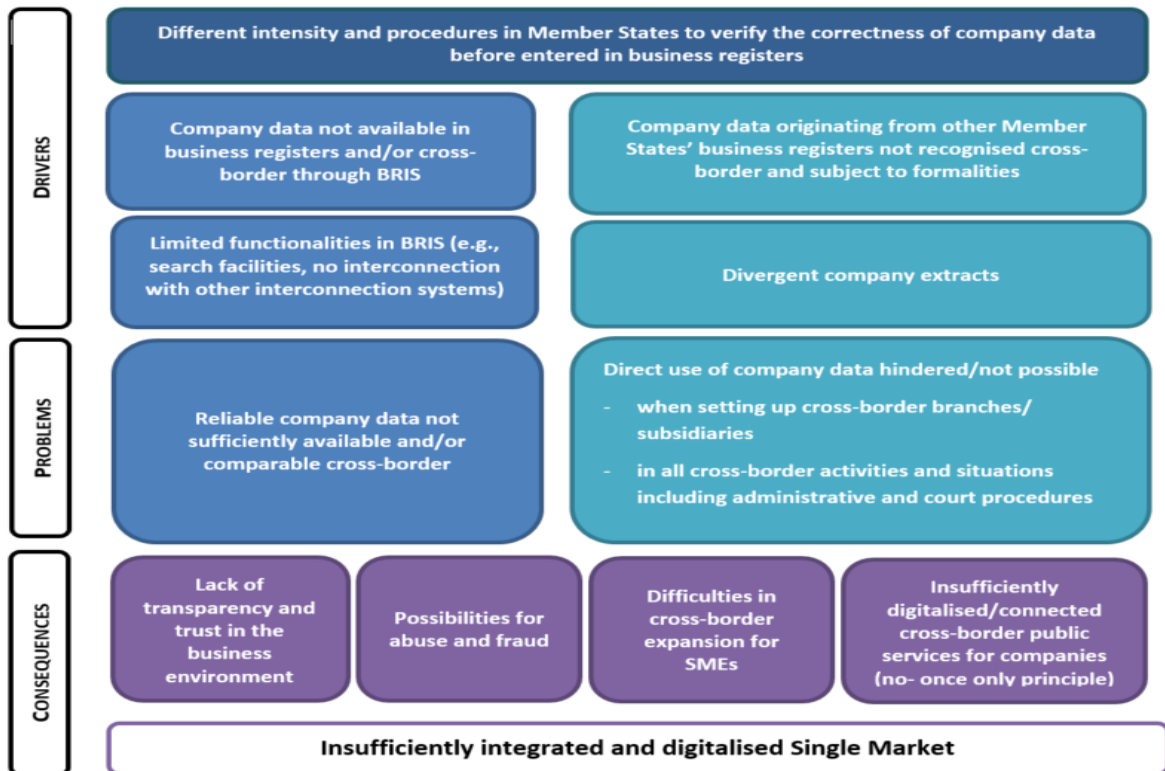 DRIVERS
Different intensity and procedures in Member States to verify the correctness of company data
before entered in business registers
Company data not available in
business registers and/or cross-
border through BRIS
Company data originating from other Member
States’ business registers not recognised cross-
border and subject to formalities
Limited functionalities in BRIS (e.g.,
search facilities, no interconnection
with other interconnection systems)
Divergent company extracts
PROBLEMS
Reliable company data not
sufficiently available and/or
comparable cross-border
Direct use of company data hindered/not possible
- when setting up cross-border branches/
subsidiaries
- in all cross-border activities and situations
including administrative and court procedures
CONSEQUENCES
Lack of
transparency and
trust in the
business
environment
Possibilities for
abuse and fraud
Difficulties in
cross-border
expansion for
SMEs
Insufficiently
digitalised/connected
cross-border public
services for companies
(no- once only principle)
Insufficiently integrated and digitalised Single Market